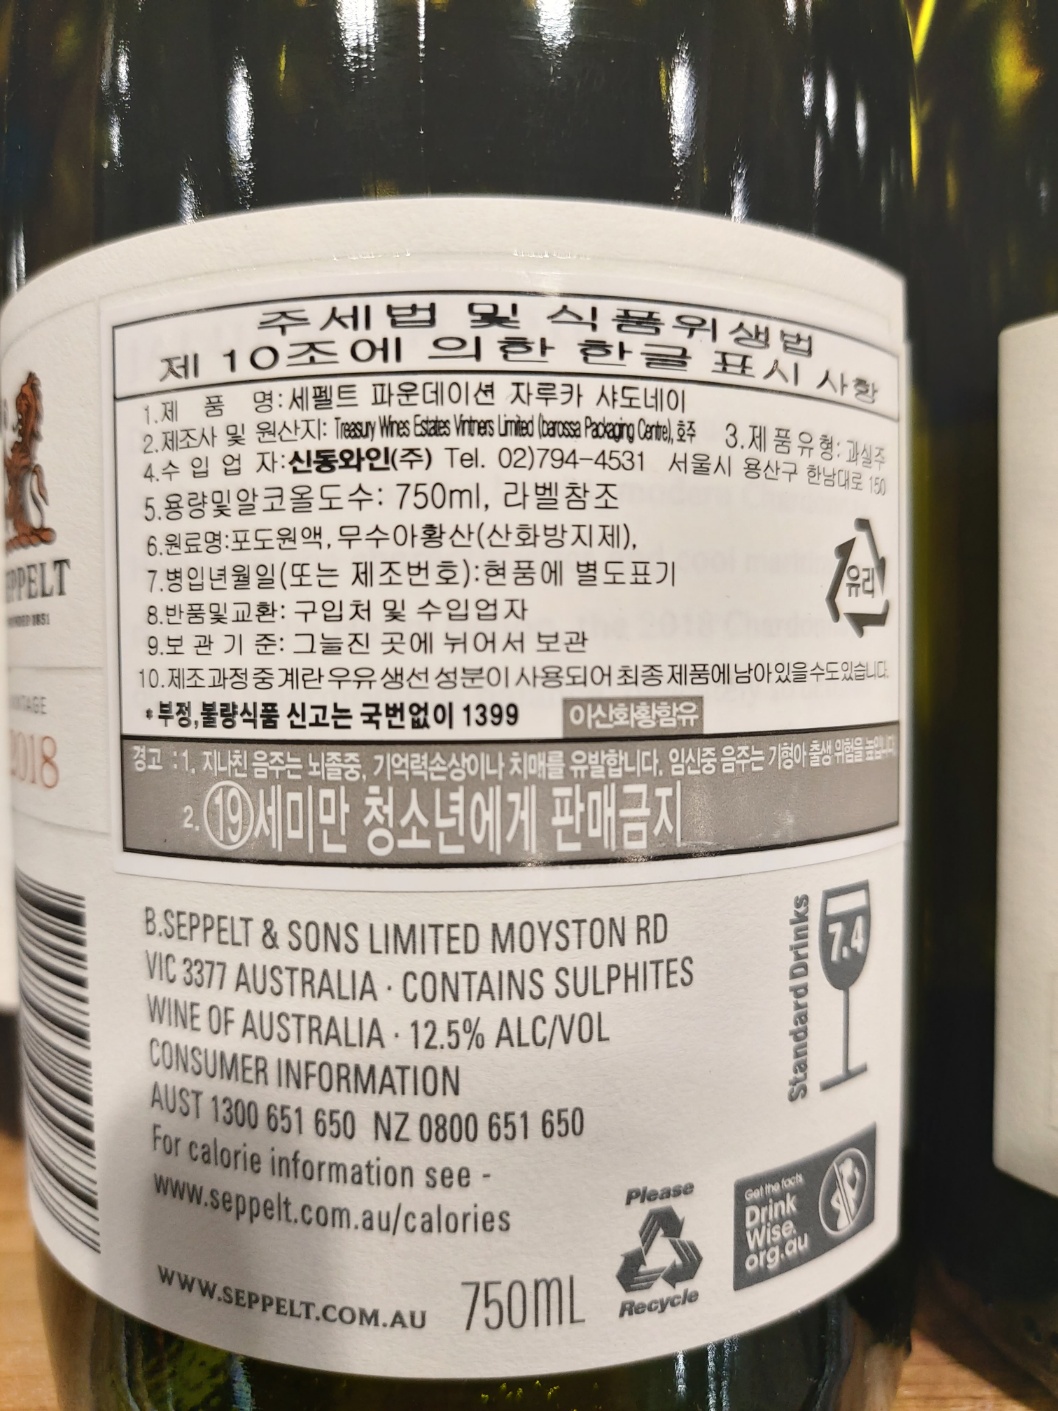 주세법 및 식품위생법
제 10조에 의한 한글 표시 사항
1.제 품 명:세펠트 파운데이션 자루카 샤도네이
2.제조사 및 원산지: Treasury Wines Estates Vintners Limited (barossa Packaging Centre), 호주 3.제품유형: 과실주
4.수 입 업 자:신동와인(주) Tel. 02)794-4531 서울시 용산구 한남대로 150
5.용량및알코올도수: 750ml, 라벨참조
6.원료명:포도원액, 무수아황산(산화방지제),
7.병입년월일(또는 제조번호):현품에 별도표기
8.반품및교환: 구입처 및 수입업자
9.보 관 기 준: 그늘진 곳에 뉘어서 보관
10.제조과정중계란 우유 생선 성분이 사용되어 최종 제품에 남아 있을 수도 있습니다.
* 부정,불량식품 신고는 국번없이 1399 이산화황함유
유리
경고 : 1. 지나친 음주는 뇌졸중, 기억력손상이나 치매를 유발합니다. 임신중 음주는 기형아 출생 위험을 높입니다.
2. 19세미만 청소년에게 판매금지
EPPELT
2018
B.SEPPELT & SONS LIMITED MOYSTON RD
VIC 3377 AUSTRALIA · CONTAINS SULPHITES
WINE OF AUSTRALIA · 12.5% ALC/VOL
CONSUMER INFORMATION
AUST 1300 651 650 NZ 0800 651 650
For calorie information see -
www.seppelt.com.au/calories
WWW.SEPPELT.COM.AU
750mL
Standard Drinks
7.4
Please
Recycle
Get the facts
Drink
Wise.
org.au